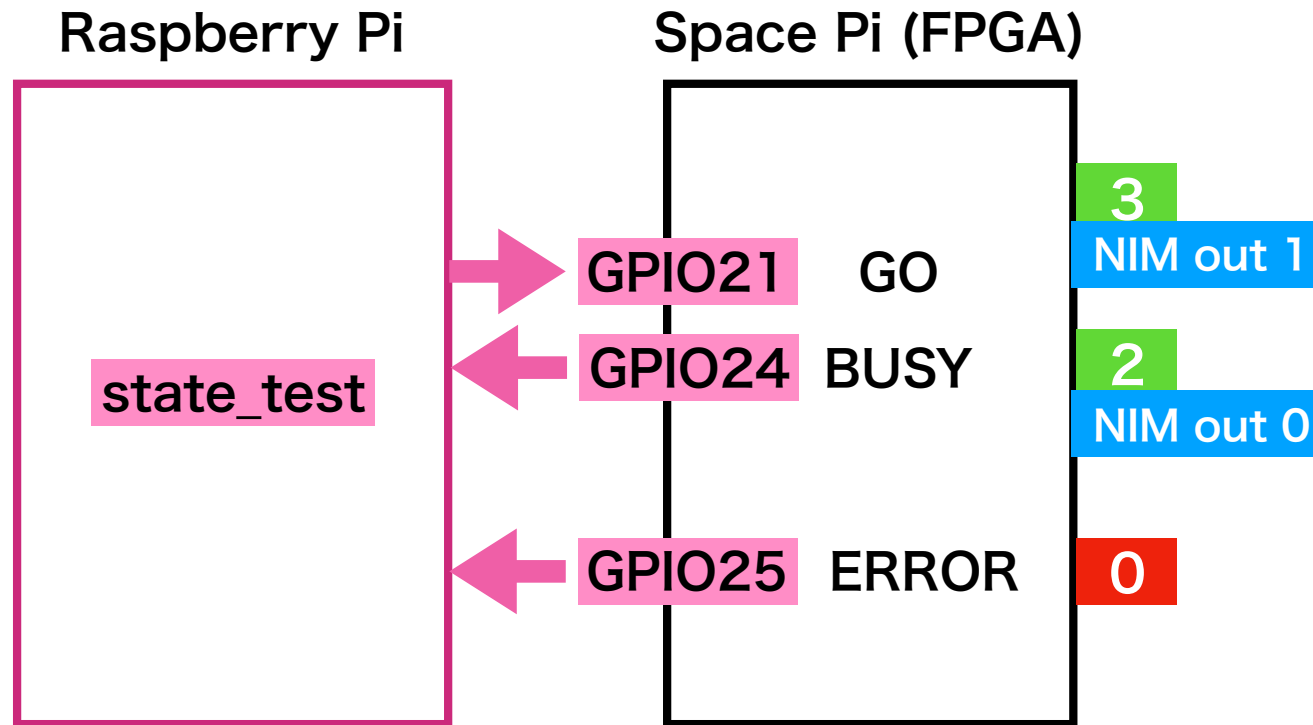 Raspberry Pi
Space Pi (FPGA)
3
NIM out 1
GPIO21 GO
GPIO24 BUSY
2
state_test
NIM out 0
GPIO25 ERROR
0